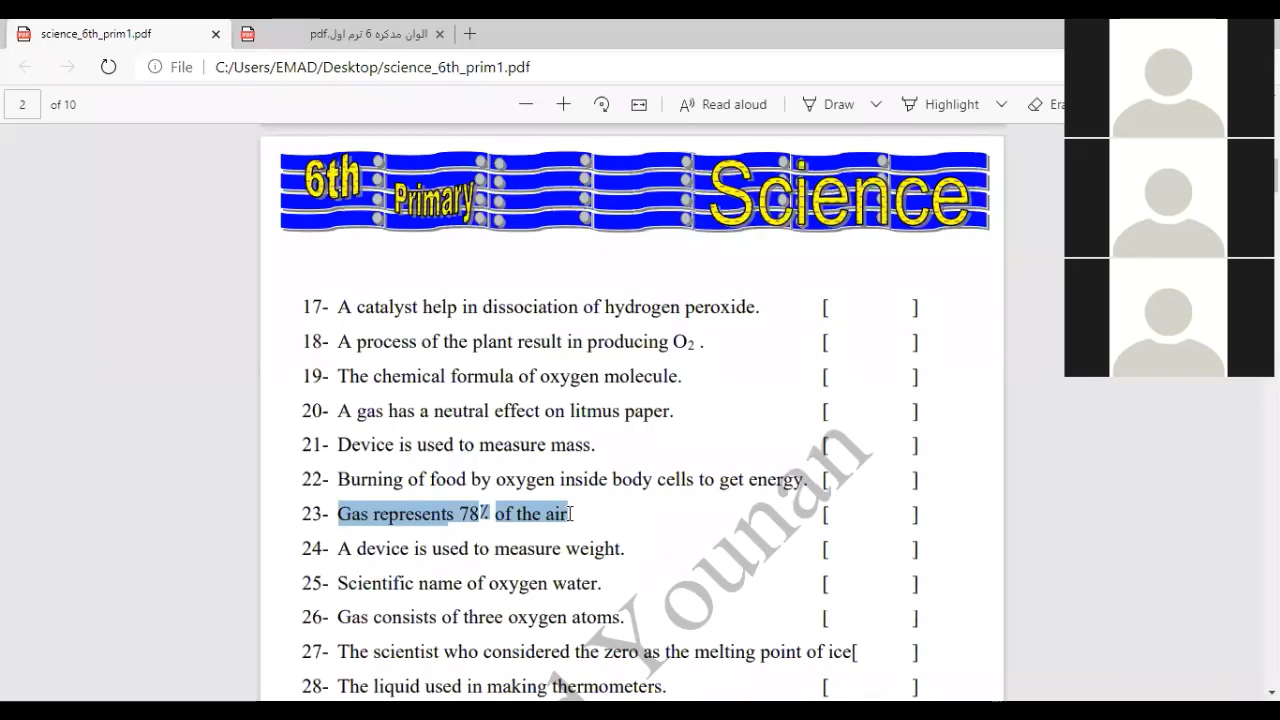 science_6th_prim1.pdf
الوان مذكره 6 ترم اول.pdf
File
C:/Users/EMAD/Desktop/science_6th_prim1.pdf
2 of 10
Read aloud
Draw
Highlight
6th Primary Science
17- A catalyst help in dissociation of hydrogen peroxide. [ ]
18- A process of the plant result in producing O₂ . [ ]
19- The chemical formula of oxygen molecule. [ ]
20- A gas has a neutral effect on litmus paper. [ ]
21- Device is used to measure mass. [ ]
22- Burning of food by oxygen inside body cells to get energy. [ ]
23- Gas represents 78٪ of the air [ ]
24- A device is used to measure weight. [ ]
25- Scientific name of oxygen water. [ ]
26- Gas consists of three oxygen atoms. [ ]
27- The scientist who considered the zero as the melting point of ice[ ]
28- The liquid used in making thermometers. [ ]
Younan